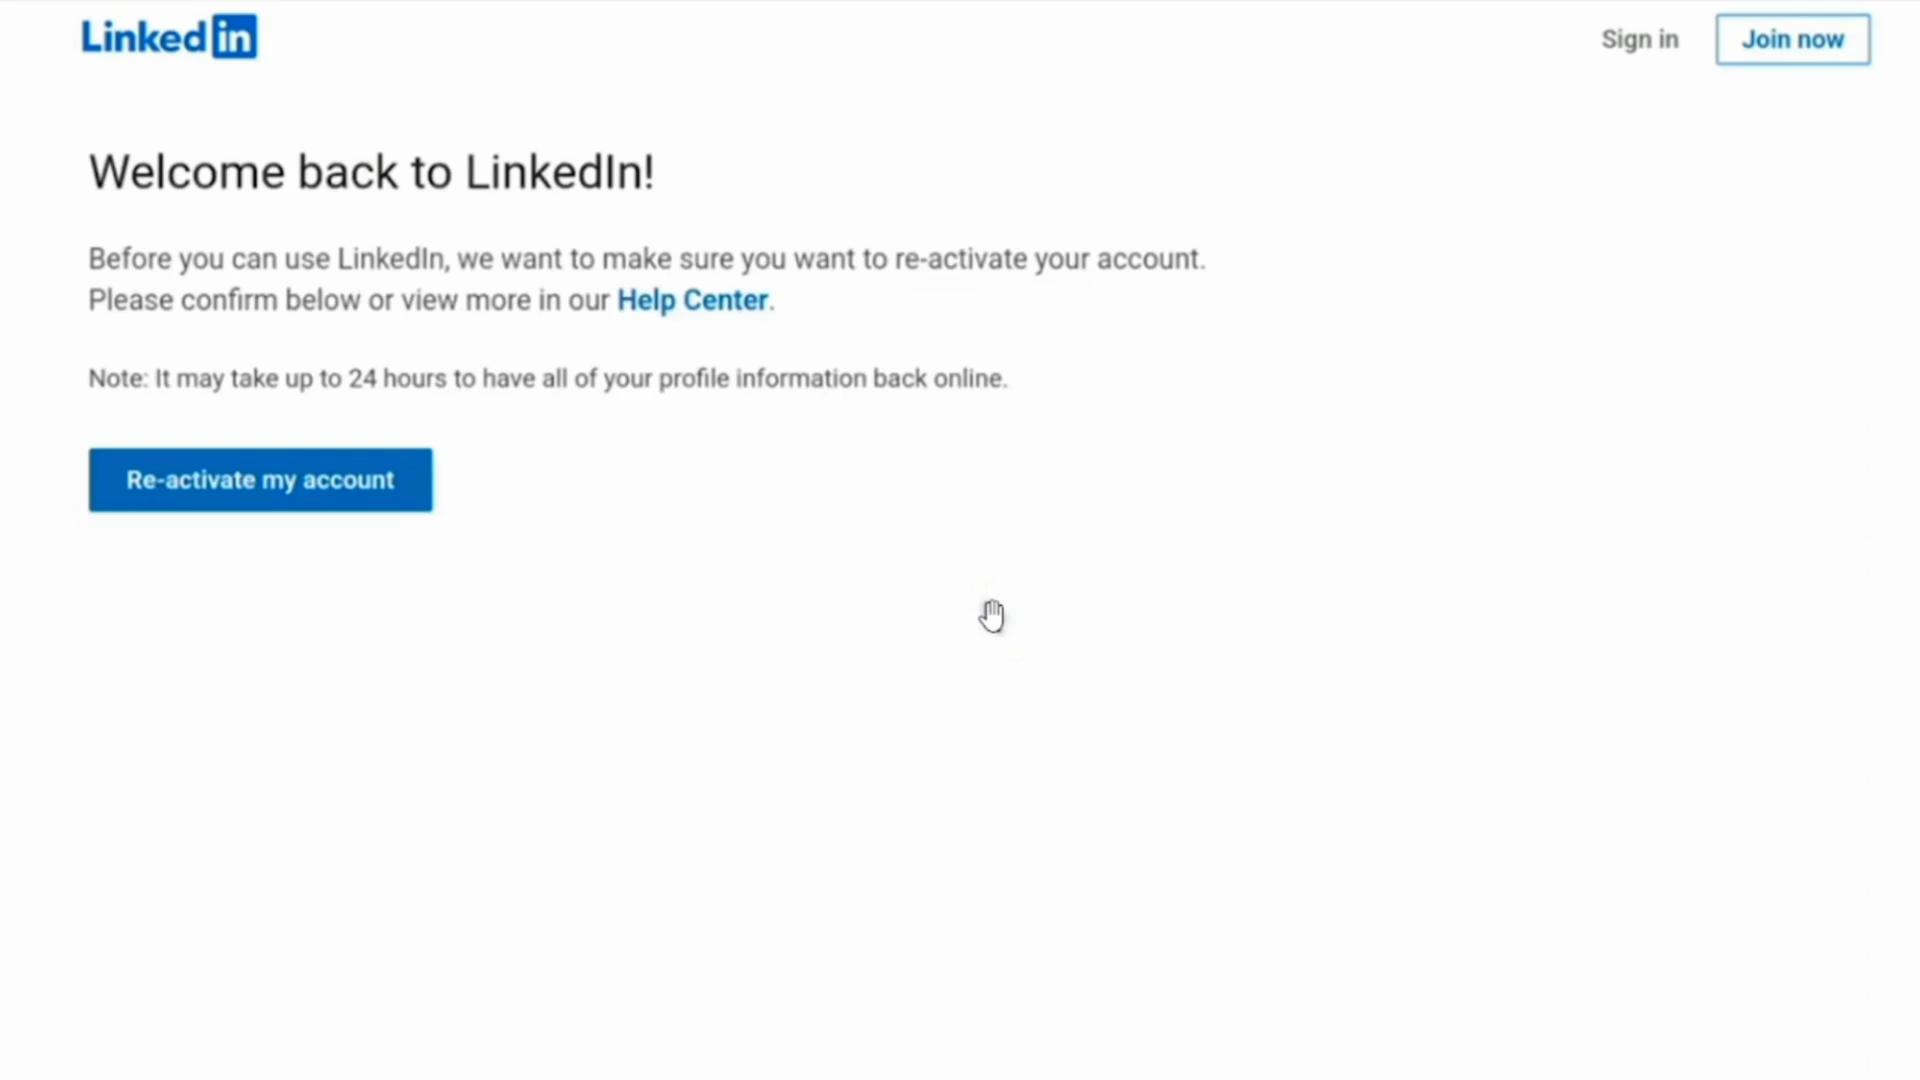 LinkedIn
Sign in
Join now
Welcome back to LinkedIn!
Before you can use LinkedIn, we want to make sure you want to re-activate your account.
Please confirm below or view more in our Help Center.
Note: It may take up to 24 hours to have all of your profile information back online.
Re-activate my account